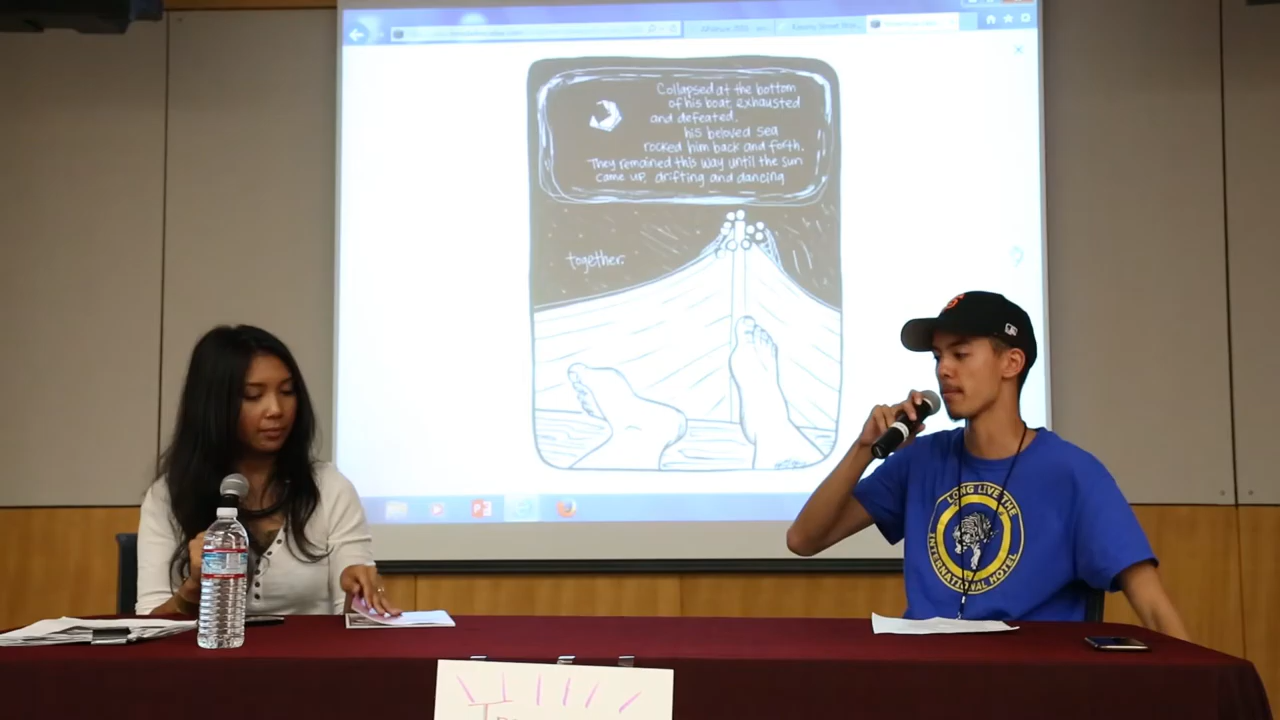 Collapsed at the bottom
of his boat exhausted
and defeated.
his beloved sea
rocked him back and forth.
They remained this way until the sun
came up, drifting and dancing
together.
LONG LIVE THE
INTERNATIONAL HOTEL